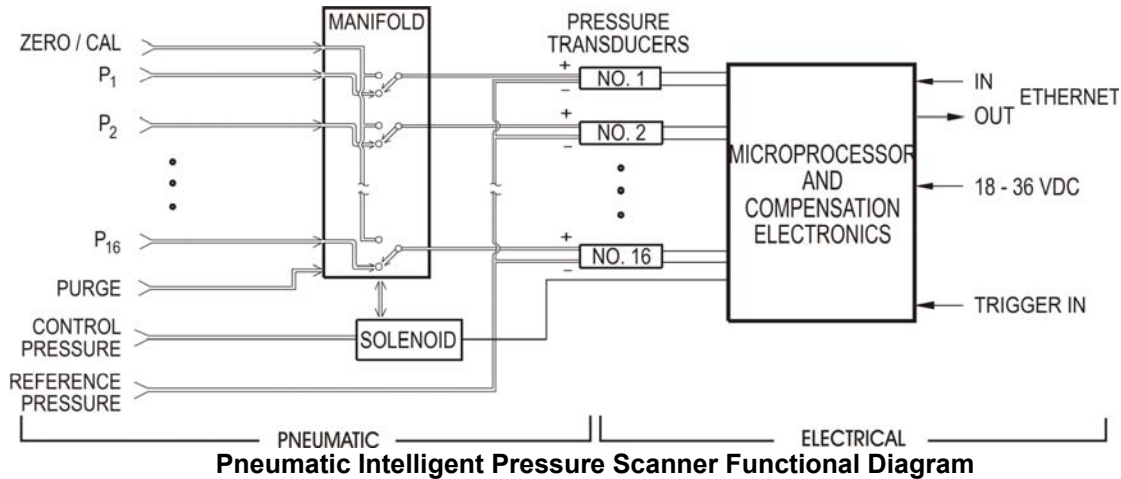 MANIFOLD
PRESSURE
TRANSDUCERS
ZERO / CAL
P1
P2
P16
PURGE
CONTROL
PRESSURE
REFERENCE
PRESSURE
SOLENOID
+
NO. 1
−
+
NO. 2
−
+
NO. 16
−
MICROPROCESSOR
AND
COMPENSATION
ELECTRONICS
IN
OUT
ETHERNET
18 - 36 VDC
TRIGGER IN
PNEUMATIC
ELECTRICAL
Pneumatic Intelligent Pressure Scanner Functional Diagram